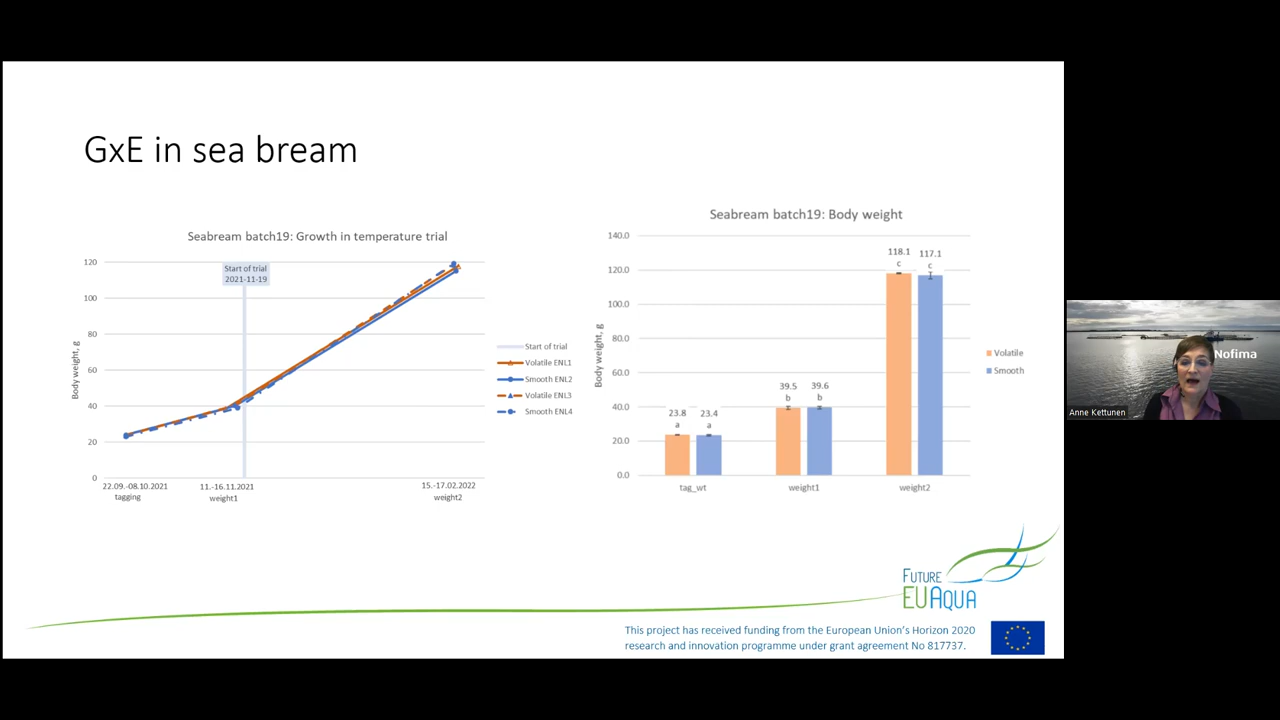 GxE in sea bream
Seabream batch19: Growth in temperature trial
Body weight, g
120
100
80
60
40
20
0
Start of trial
2021-11-19
22.09.-08.10.2021
tagging
11.-16.11.2021
weight1
15.-17.02.2022
weight2
Start of trial
Volatile ENL1
Smooth ENL2
Volatile ENL3
Smooth ENL4
Seabream batch19: Body weight
Body weight, g
140.0
120.0
100.0
80.0
60.0
40.0
20.0
0.0
23.8
a
23.4
a
39.5
b
39.6
b
118.1
c
117.1
c
tag_wt
weight1
weight2
Volatile
Smooth
Nofima
Anne Kettunen
FUTURE
EUAQUA
This project has received funding from the European Union's Horizon 2020
research and innovation programme under grant agreement No 817737.